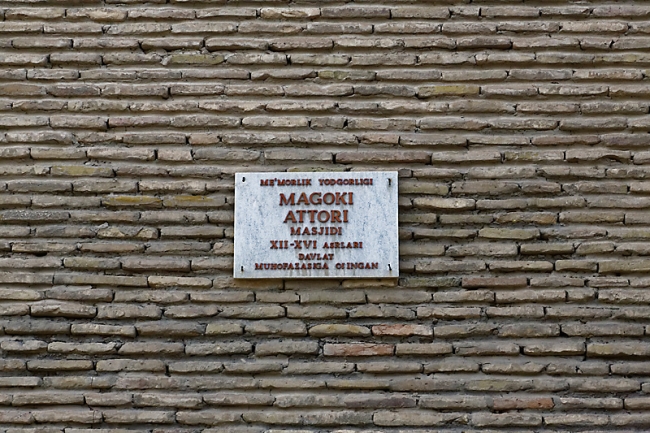 ME'MORLIK YODGORLIGI
MAGOKI
ATTORI
MASJIDI
XII-XVI ASRLARI
DAVLAT
MUHOFAZASIGA OLINGAN